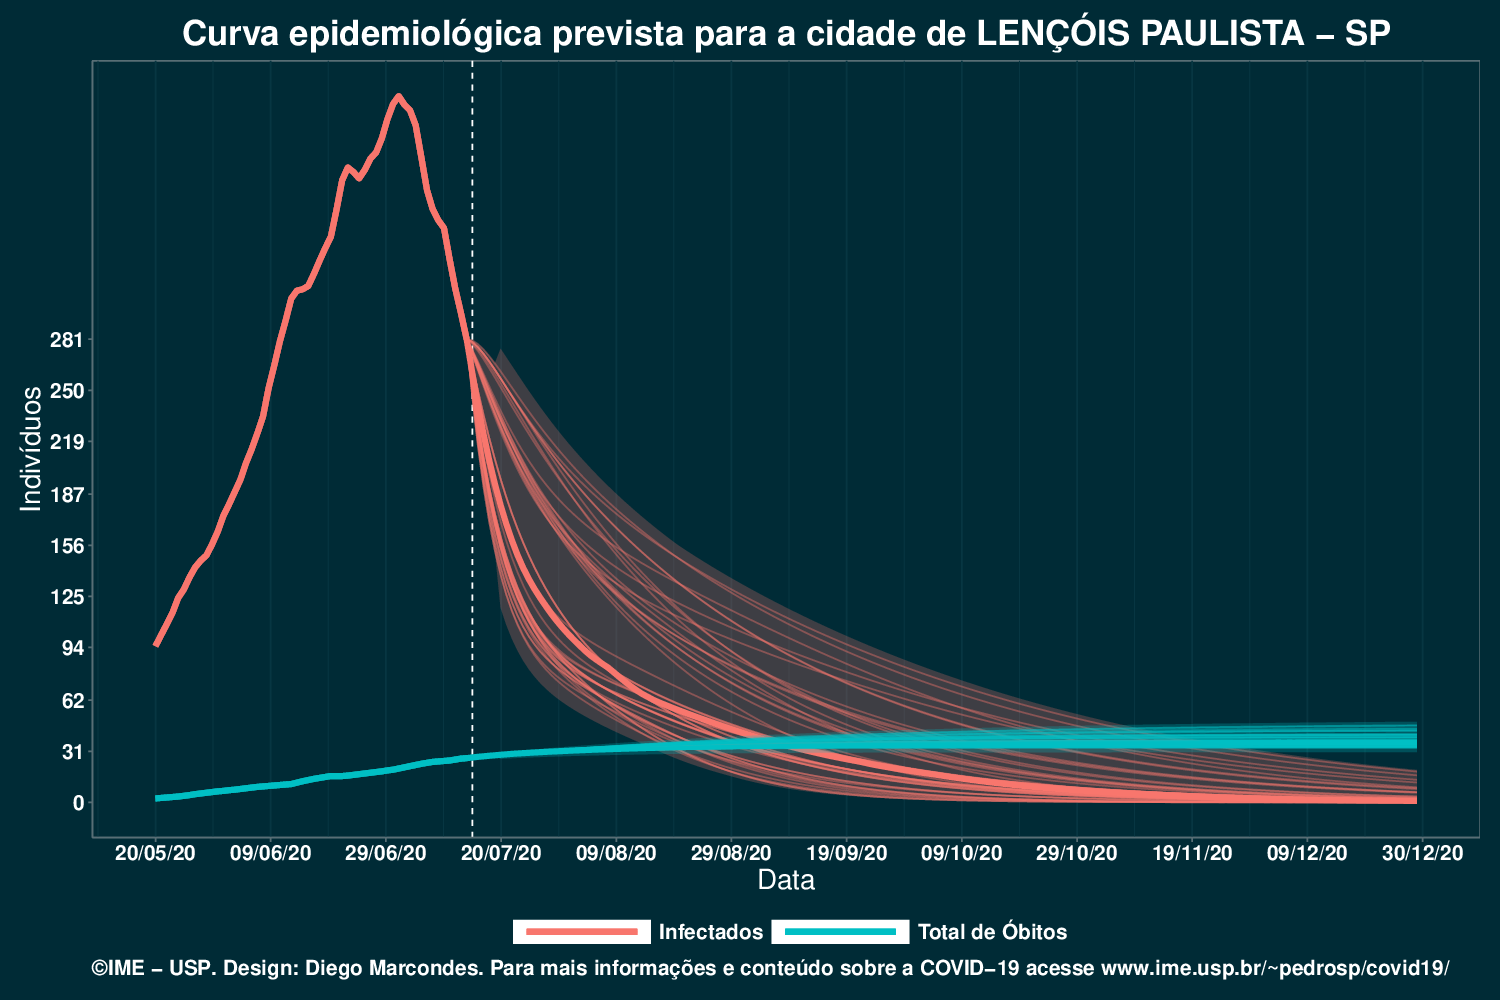 Curva epidemiológica prevista para a cidade de LENÇÓIS PAULISTA – SP
Indivíduos
281
250
219
187
156
125
94
62
31
0
20/05/20 09/06/20 29/06/20 20/07/20 09/08/20 29/08/20 19/09/20 09/10/20 29/10/20 19/11/20 09/12/20 30/12/20
Data
Infectados Total de Óbitos
©IME – USP. Design: Diego Marcondes. Para mais informações e conteúdo sobre a COVID–19 acesse www.ime.usp.br/~pedrosp/covid19/